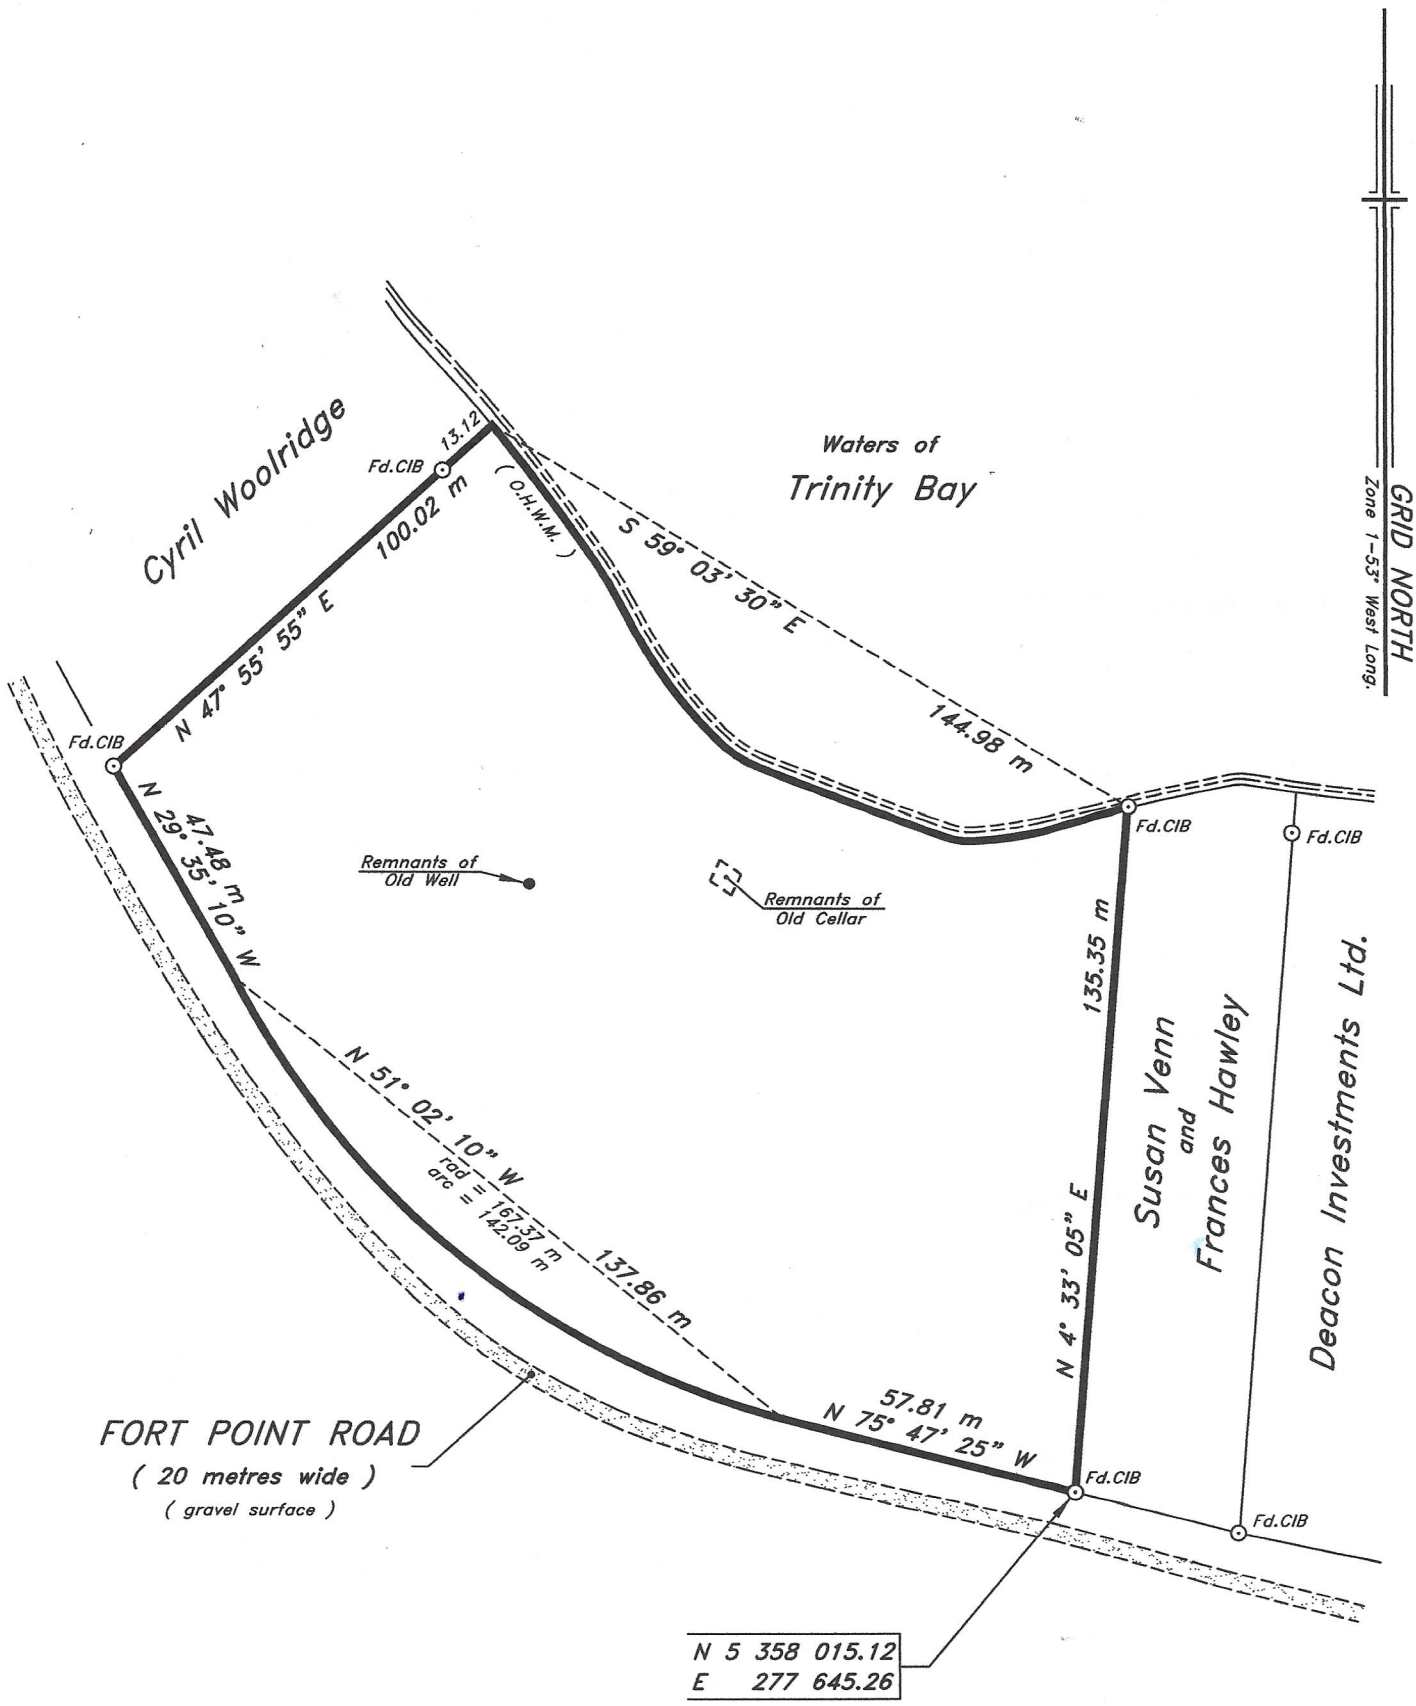 GRID NORTH
Zone 1-53° West Long.
Waters of
Trinity Bay
Cyril Woolridge
13.12
Fd.CIB
100.02 m
N 47° 55' 55" E
( O.H.W.M. )
S 59° 03' 30" E
144.98 m
Fd.CIB
Fd.CIB
Fd.CIB
47.48 m
N 29° 35' 10" W
Remnants of
Old Well
Remnants of
Old Cellar
135.35 m
N 4° 33' 05" E
Susan Venn
and
Frances Hawley
Deacon Investments Ltd.
N 51° 02' 10" W
rad = 167.37 m
arc = 142.09 m
137.86 m
57.81 m
N 75° 47' 25" W
Fd.CIB
Fd.CIB
FORT POINT ROAD
( 20 metres wide )
( gravel surface )
N 5 358 015.12
E 277 645.26